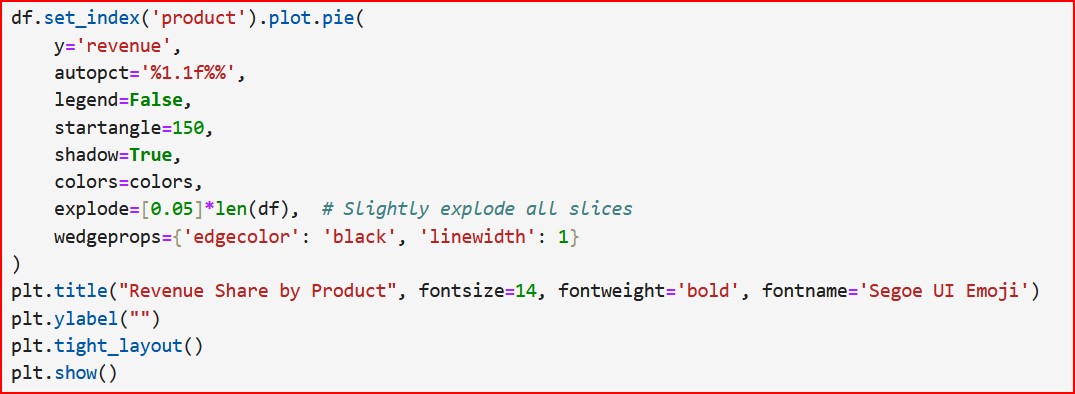 df.set_index('product').plot.pie(
    y='revenue',
    autopct='%1.1f%%',
    legend=False,
    startangle=150,
    shadow=True,
    colors=colors,
    explode=[0.05]*len(df),  # Slightly explode all slices
    wedgeprops={'edgecolor': 'black', 'linewidth': 1}
)
plt.title("Revenue Share by Product", fontsize=14, fontweight='bold', fontname='Segoe UI Emoji')
plt.ylabel("")
plt.tight_layout()
plt.show()